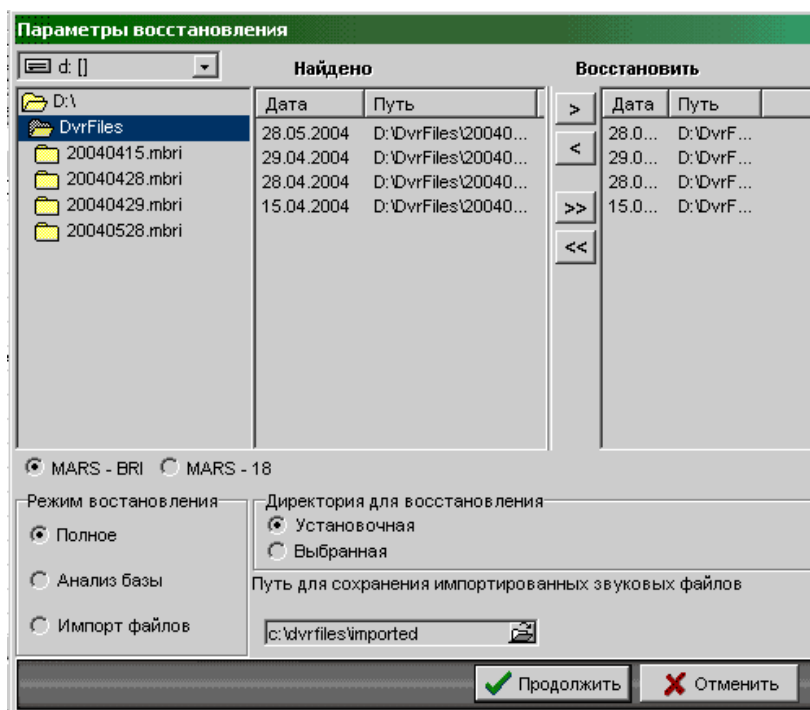 Параметры восстановления
d: []
Найдено
Восстановить
D:\
DvrFiles
20040415.mbri
20040428.mbri
20040429.mbri
20040528.mbri
Дата Путь
28.05.2004 D:\DvrFiles\20040...
29.04.2004 D:\DvrFiles\20040...
28.04.2004 D:\DvrFiles\20040...
15.04.2004 D:\DvrFiles\20040...
>
<
>>
<<
Дата Путь
28.0... D:\DvrF...
29.0... D:\DvrF...
28.0... D:\DvrF...
15.0... D:\DvrF...
MARS - BRI MARS - 18
Режим востановления
Полное
Анализ базы
Импорт файлов
Директория для восстановления
Установочная
Выбранная
Путь для сохранения импортированных звуковых файлов
c:\dvrfiles\imported
Продолжить Отменить